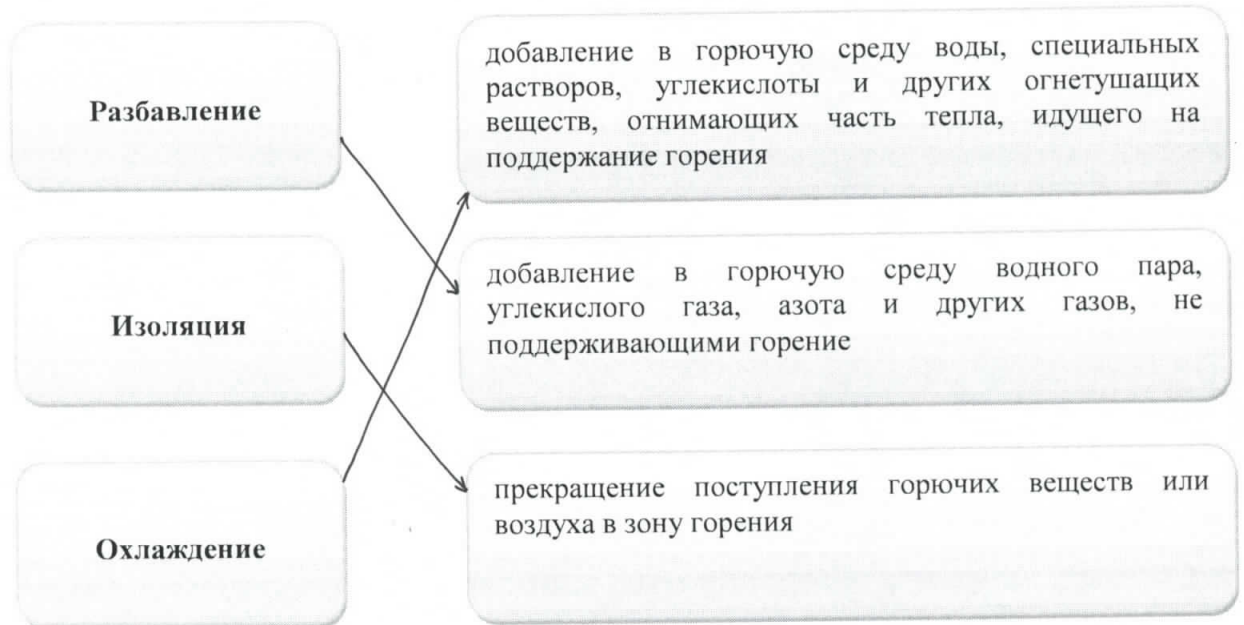 Разбавление
добавление в горючую среду воды, специальных
растворов, углекислоты и других огнетушащих
веществ, отнимающих часть тепла, идущего на
поддержание горения
Изоляция
добавление в горючую среду водного пара,
углекислого газа, азота и других газов, не
поддерживающими горение
Охлаждение
прекращение поступления горючих веществ или
воздуха в зону горения